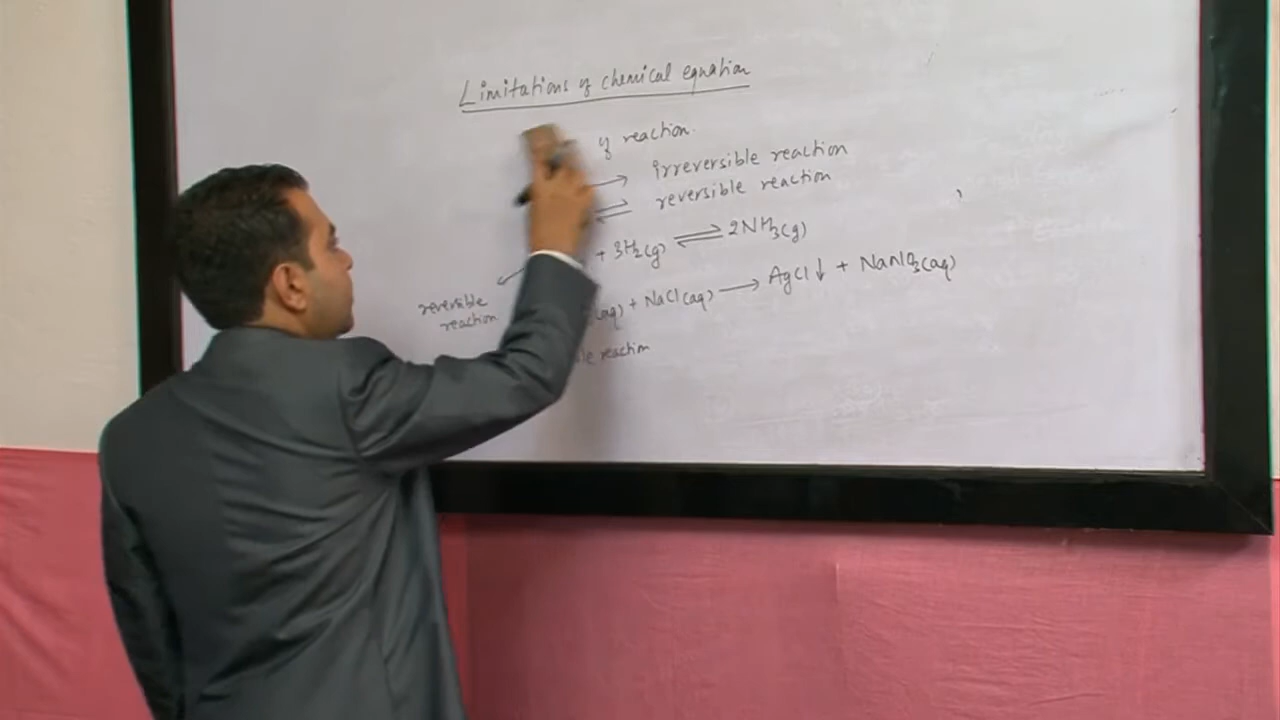 Limitations of chemical equation
of reaction.
→ irreversible reaction
⇌ reversible reaction
+ 3H₂(g) ⇌ 2NH₃(g)
reversible
reaction
(aq) + NaCl(aq) → AgCl↓ + NaNO₃(aq)
reaction